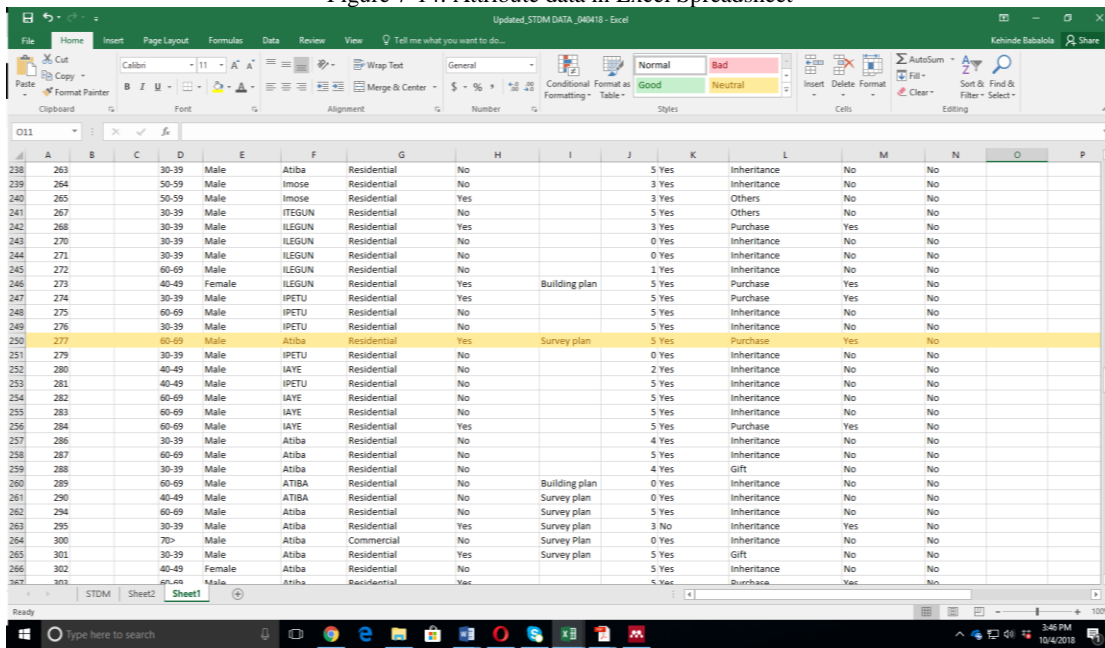 Figure 7-14: Attribute data in Excel Spreadsheet
Updated_STDM DATA _040418 - Excel
File Home Insert Page Layout Formulas Data Review View Tell me what you want to do... Kehinde Babalola Share
Paste Cut Copy Format Painter Calibri 11 Wrap Text Merge & Center General Conditional Formatting Format as Table Normal Bad Good Neutral Insert Delete Format AutoSum Fill Clear Sort & Filter Find & Select
Clipboard Font Alignment Number Styles Cells Editing
O11 fx
A B C D E F G H I J K L M N O P
238 263 30-39 Male Atiba Residential No 5 Yes Inheritance No No
239 264 50-59 Male Imose Residential No 3 Yes Inheritance No No
240 265 50-59 Male Imose Residential Yes 3 Yes Others No No
241 267 30-39 Male ITEGUN Residential No 5 Yes Others No No
242 268 30-39 Male ILEGUN Residential Yes 3 Yes Purchase Yes No
243 270 30-39 Male ILEGUN Residential No 0 Yes Inheritance No No
244 271 30-39 Male ILEGUN Residential No 0 Yes Inheritance No No
245 272 60-69 Male ILEGUN Residential No 1 Yes Inheritance No No
246 273 40-49 Female ILEGUN Residential Yes Building plan 5 Yes Purchase Yes No
247 274 30-39 Male IPETU Residential Yes 5 Yes Purchase Yes No
248 275 60-69 Male IPETU Residential No 5 Yes Inheritance No No
249 276 30-39 Male IPETU Residential No 5 Yes Inheritance No No
250 277 60-69 Male Atiba Residential Yes Survey plan 5 Yes Purchase Yes No
251 279 30-39 Male IPETU Residential No 0 Yes Inheritance No No
252 280 40-49 Male IAYE Residential No 2 Yes Inheritance No No
253 281 40-49 Male IPETU Residential No 5 Yes Inheritance No No
254 282 60-69 Male IAYE Residential No 5 Yes Inheritance No No
255 283 60-69 Male IAYE Residential No 5 Yes Inheritance No No
256 284 60-69 Male IAYE Residential Yes 5 Yes Purchase Yes No
257 286 30-39 Male Atiba Residential No 4 Yes Inheritance No No
258 287 60-69 Male Atiba Residential No 5 Yes Inheritance No No
259 288 30-39 Male Atiba Residential No 4 Yes Gift No No
260 289 60-69 Male ATIBA Residential No Building plan 0 Yes Inheritance No No
261 290 40-49 Male ATIBA Residential No Survey plan 0 Yes Inheritance No No
262 294 60-69 Male Atiba Residential No Survey plan 5 Yes Inheritance No No
263 295 30-39 Male Atiba Residential Yes Survey plan 3 No Inheritance Yes No
264 300 70> Male Atiba Commercial No Survey Plan 0 Yes Inheritance No No
265 301 30-39 Male Atiba Residential Yes Survey plan 5 Yes Gift No No
266 302 40-49 Female Atiba Residential No 5 Yes Inheritance No No
267 303 60-69 Male Atiba Residential Yes 5 Yes Purchase Yes No
STDM Sheet2 Sheet1
Ready 100
Type here to search 3:46 PM
10/4/2018